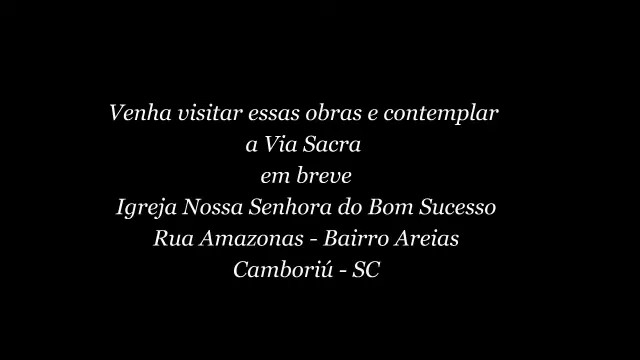 Venha visitar essas obras e contemplar
a Via Sacra
em breve
Igreja Nossa Senhora do Bom Sucesso
Rua Amazonas - Bairro Areias
Camboriú - SC